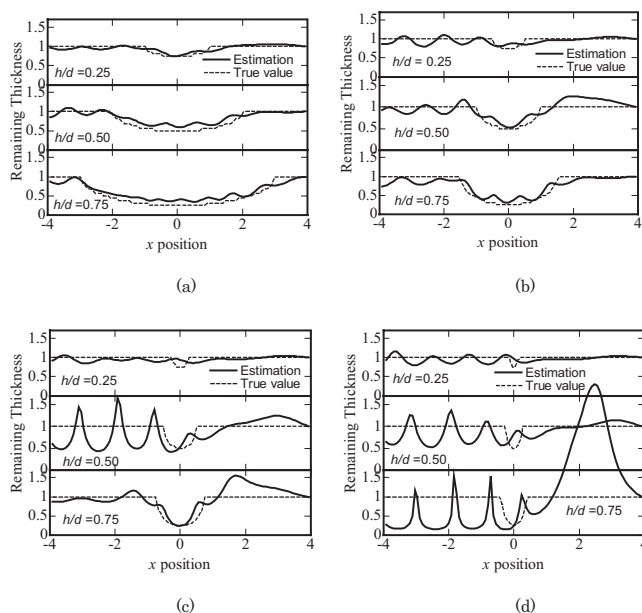 Remaining Thickness
1.5
1
0.5
0
h/d =0.25
Estimation
True value
1.5
1
0.5
0
h/d =0.50
1.5
1
0.5
0
h/d =0.75
-4
-2
0
2
4
x position
(a)
Remaining Thickness
1.5
1
0.5
0
h/d = 0.25
Estimation
True value
1.5
1
0.5
0
h/d =0.50
1.5
1
0.5
0
h/d =0.75
-4
-2
0
2
4
x position
(b)
Remaining Thickness
1.5
1
0.5
0
h/d =0.25
Estimation
True value
1.5
1
0.5
0
h/d =0.50
1.5
1
0.5
0
h/d =0.75
-4
-2
0
2
4
x position
(c)
Remaining Thickness
1.5
1
0.5
0
h/d =0.25
Estimation
True value
1.5
1
0.5
0
h/d =0.50
1.5
1
0.5
0
h/d =0.75
-4
-2
0
2
4
x position
(d)